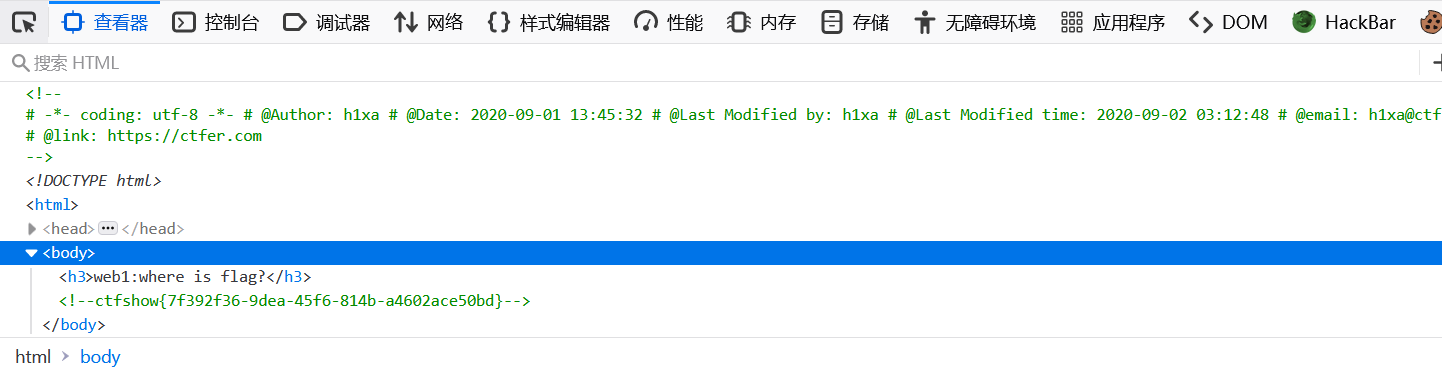 查看器 控制台 调试器 网络 样式编辑器 性能 内存 存储 无障碍环境 应用程序 DOM HackBar
搜索 HTML
<!--
# -*- coding: utf-8 -*- # @Author: h1xa # @Date: 2020-09-01 13:45:32 # @Last Modified by: h1xa # @Last Modified time: 2020-09-02 03:12:48 # @email: h1xa@ctf
# @link: https://ctfer.com
-->
<!DOCTYPE html>
<html>
<head>…</head>
<body>
<h3>web1:where is flag?</h3>
<!--ctfshow{7f392f36-9dea-45f6-814b-a4602ace50bd}-->
</body>
html > body